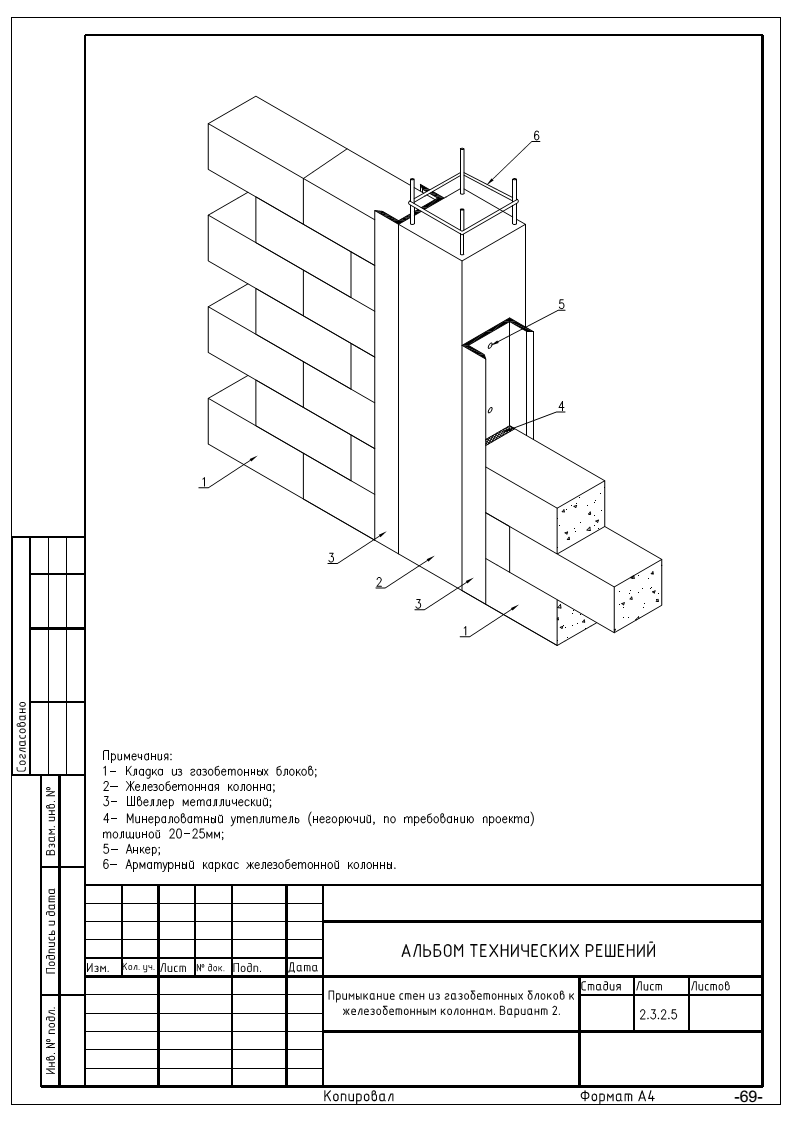 6
5
4
1
3
2
3
1
Примечания:
1– Кладка из газобетонных блоков;
2– Железобетонная колонна;
3– Швеллер металлический;
4– Минераловатный утеплитель (негорючий, по требованию проекта)
толщиной 20–25мм;
5– Анкер;
6– Арматурный каркас железобетонной колонны.
Согласовано
Взам. инв. №
Подпись и дата
Инв. № подл.
АЛЬБОМ ТЕХНИЧЕСКИХ РЕШЕНИЙ
Изм. Кол. уч. Лист № док. Подп. Дата
Примыкание стен из газобетонных блоков к
железобетонным колоннам. Вариант 2.
Стадия Лист Листов
2.3.2.5
Копировал Формат А4 -69-